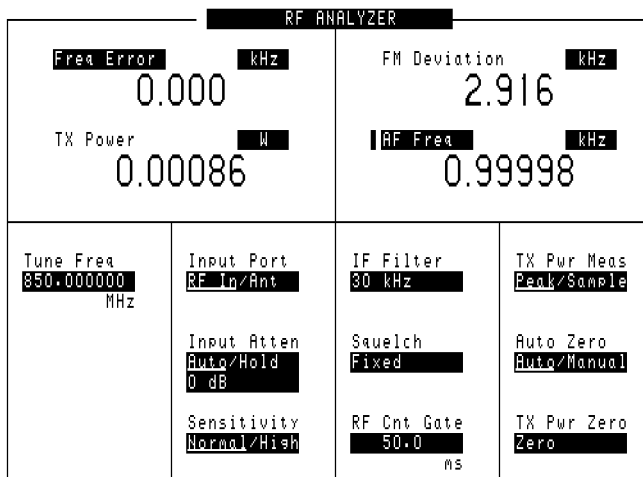 RF ANALYZER
Freq Error kHz
0.000
TX Power W
0.00086
FM Deviation kHz
2.916
AF Freq kHz
0.99998
Tune Freq
850.000000
MHz
Input Port
RF In/Ant
Input Atten
Auto/Hold
0 dB
Sensitivity
Normal/High
IF Filter
30 kHz
Squelch
Fixed
RF Cnt Gate
50.0
ms
TX Pwr Meas
Peak/Sample
Auto Zero
Auto/Manual
TX Pwr Zero
Zero